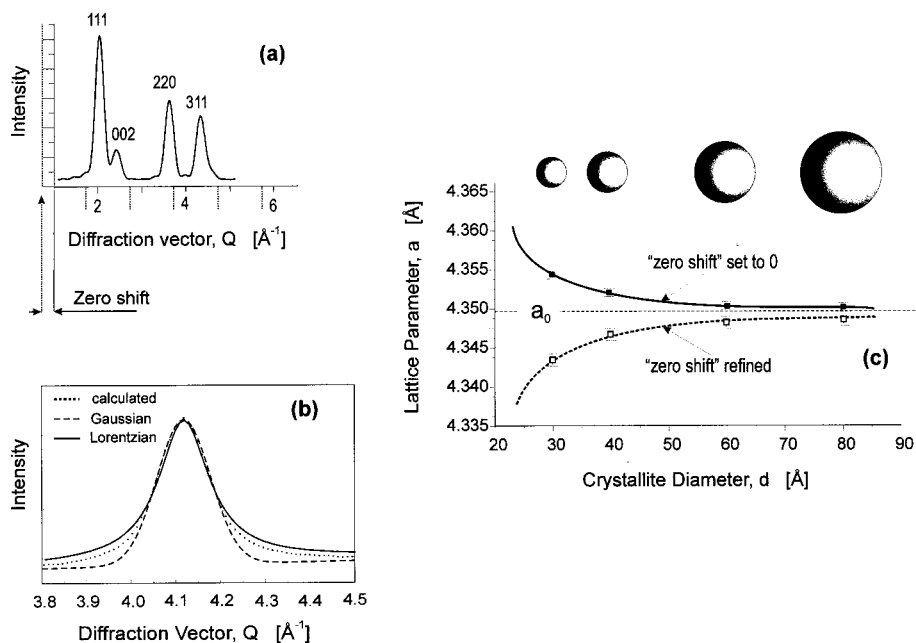 (a)
111
002
220
311
Intensity
2 4 6
Diffraction vector, Q [Å⁻¹]
Zero shift
(b)
calculated
Gaussian
Lorentzian
Intensity
3.8 3.9 4.0 4.1 4.2 4.3 4.4 4.5
Diffraction Vector, Q [Å⁻¹]
4.365
4.360
4.355
4.350
4.345
4.340
4.335
Lattice Parameter, a [Å]
"zero shift" set to 0
a₀
"zero shift" refined
(c)
20 30 40 50 60 70 80 90
Crystallite Diameter, d [Å]